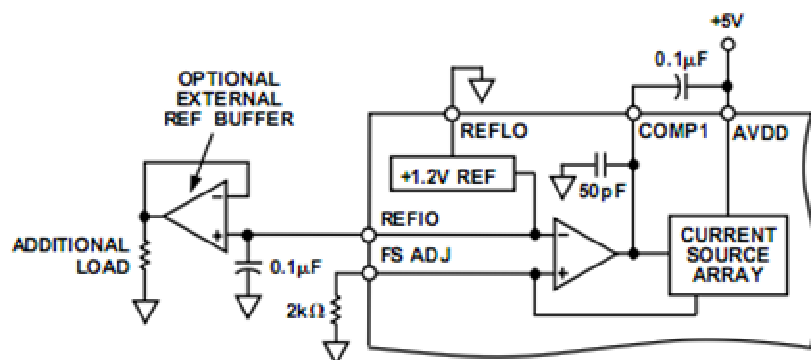 +5V
0.1µF
OPTIONAL
EXTERNAL
REF BUFFER
REFLO
COMP1
AVDD
+1.2V REF
50pF
−
+
REFIO
ADDITIONAL
LOAD
0.1µF
FS ADJ
−
+
CURRENT
SOURCE
ARRAY
2kΩ